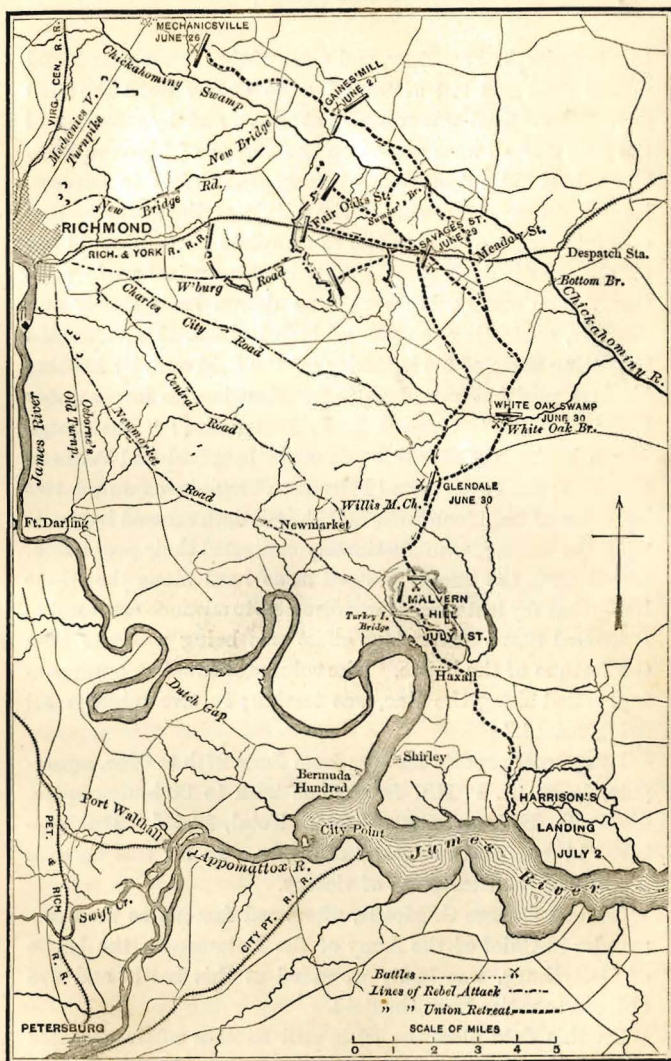 MECHANICSVILLE
JUNE 26
VIRG. CEN. R. R.
Mechanics V.
Turnpike
Chickahominy Swamp
GAINES' MILL
JUNE 27
New Bridge
New Bridge Rd.
RICHMOND
Fair Oaks St.
Sumner's Br.
SAVAGES ST.
JUNE 29
Meadow St.
Despatch Sta.
RICH. & YORK R. R. R.
W'burg Road
Bottom Br.
Chickahominy R.
Charles City Road
Central Road
James River
Osborne's
Old Turnp.
Newmarket Road
WHITE OAK SWAMP
JUNE 30
White Oak Br.
GLENDALE
JUNE 30
Willis M. Ch.
Ft. Darling
Newmarket
MALVERN
HILL
JULY 1ST.
Turkey I.
Bridge
Haxall
Dutch Gap
Shirley
Bermuda
Hundred
HARRISON'S
LANDING
JULY 2
Port Walthall
City Point
James River
Appomattox R.
PET. & RICH. R. R.
Swift Cr.
CITY PT. R. R.
PETERSBURG
Battles
Lines of Rebel Attack
" " Union Retreat
SCALE OF MILES
0 1 2 3 4 5